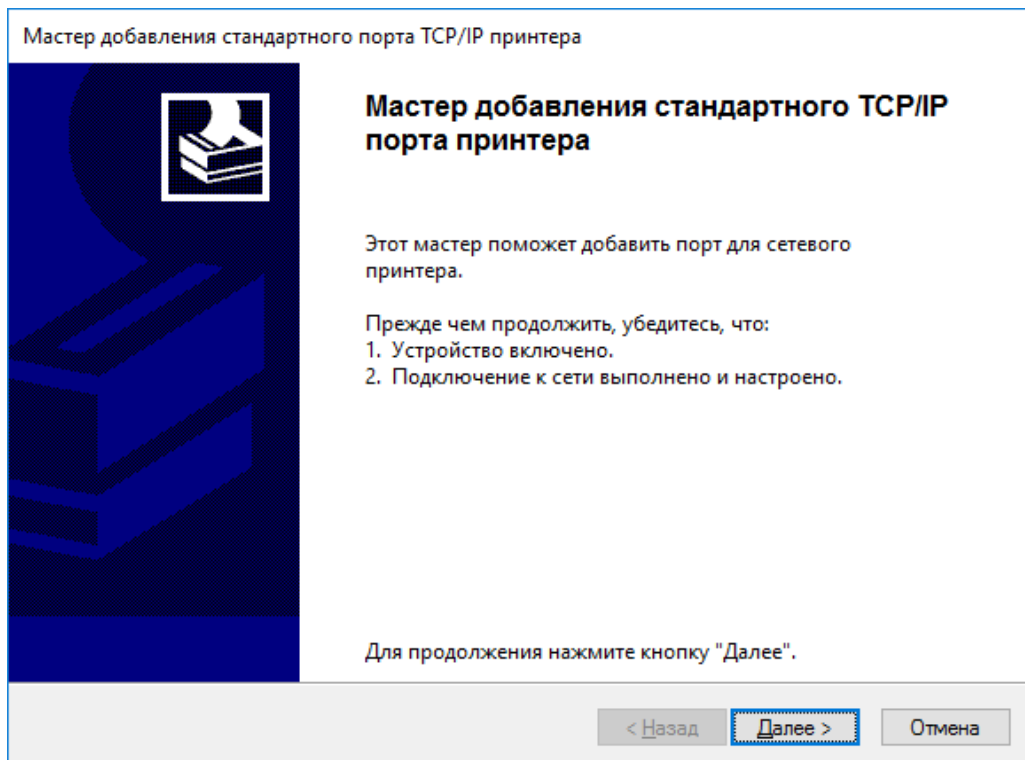 Мастер добавления стандартного порта TCP/IP принтера
Мастер добавления стандартного TCP/IP
порта принтера
Этот мастер поможет добавить порт для сетевого
принтера.
Прежде чем продолжить, убедитесь, что:
1. Устройство включено.
2. Подключение к сети выполнено и настроено.
Для продолжения нажмите кнопку "Далее".
< Назад Далее > Отмена